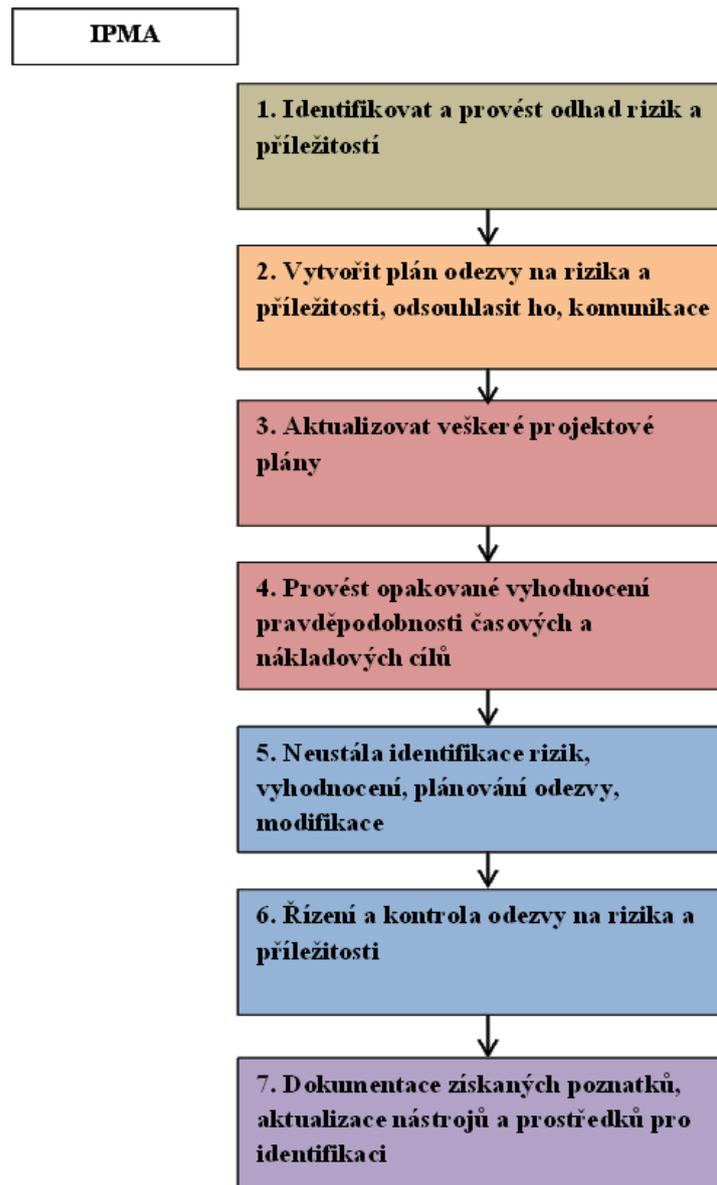 IPMA
1. Identifikovat a provést odhad rizik a
příležitostí
2. Vytvořit plán odezvy na rizika a
příležitosti, odsouhlasit ho, komunikace
3. Aktualizovat veškeré projektové
plány
4. Provést opakované vyhodnocení
pravděpodobnosti časových a
nákladových cílů
5. Neustála identifikace rizik,
vyhodnocení, plánování odezvy,
modifikace
6. Řízení a kontrola odezvy na rizika a
příležitosti
7. Dokumentace získaných poznatků,
aktualizace nástrojů a prostředků pro
identifikaci